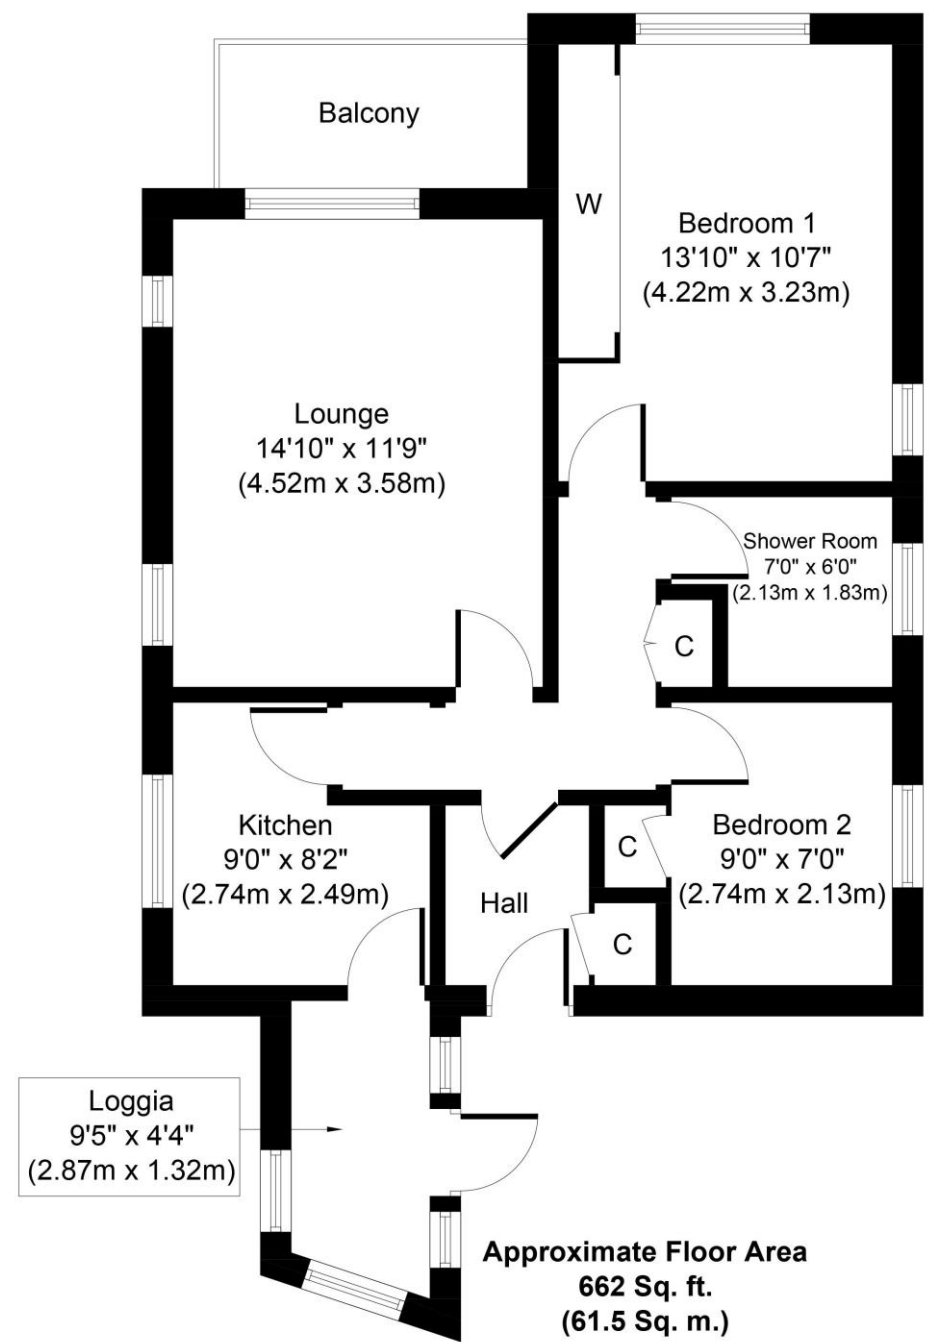 Balcony
W
Bedroom 1
13'10" x 10'7"
(4.22m x 3.23m)
Lounge
14'10" x 11'9"
(4.52m x 3.58m)
Shower Room
7'0" x 6'0"
(2.13m x 1.83m)
C
Kitchen
9'0" x 8'2"
(2.74m x 2.49m)
Hall
C
C
Bedroom 2
9'0" x 7'0"
(2.74m x 2.13m)
Loggia
9'5" x 4'4"
(2.87m x 1.32m)
Approximate Floor Area
662 Sq. ft.
(61.5 Sq. m.)